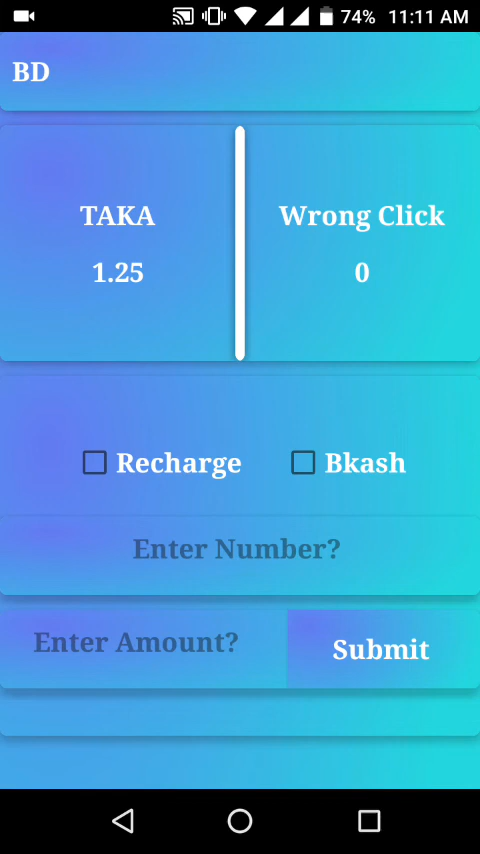 74% 11:11 AM
BD
TAKA
Wrong Click
1.25
0
Recharge
Bkash
Enter Number?
Enter Amount?
Submit